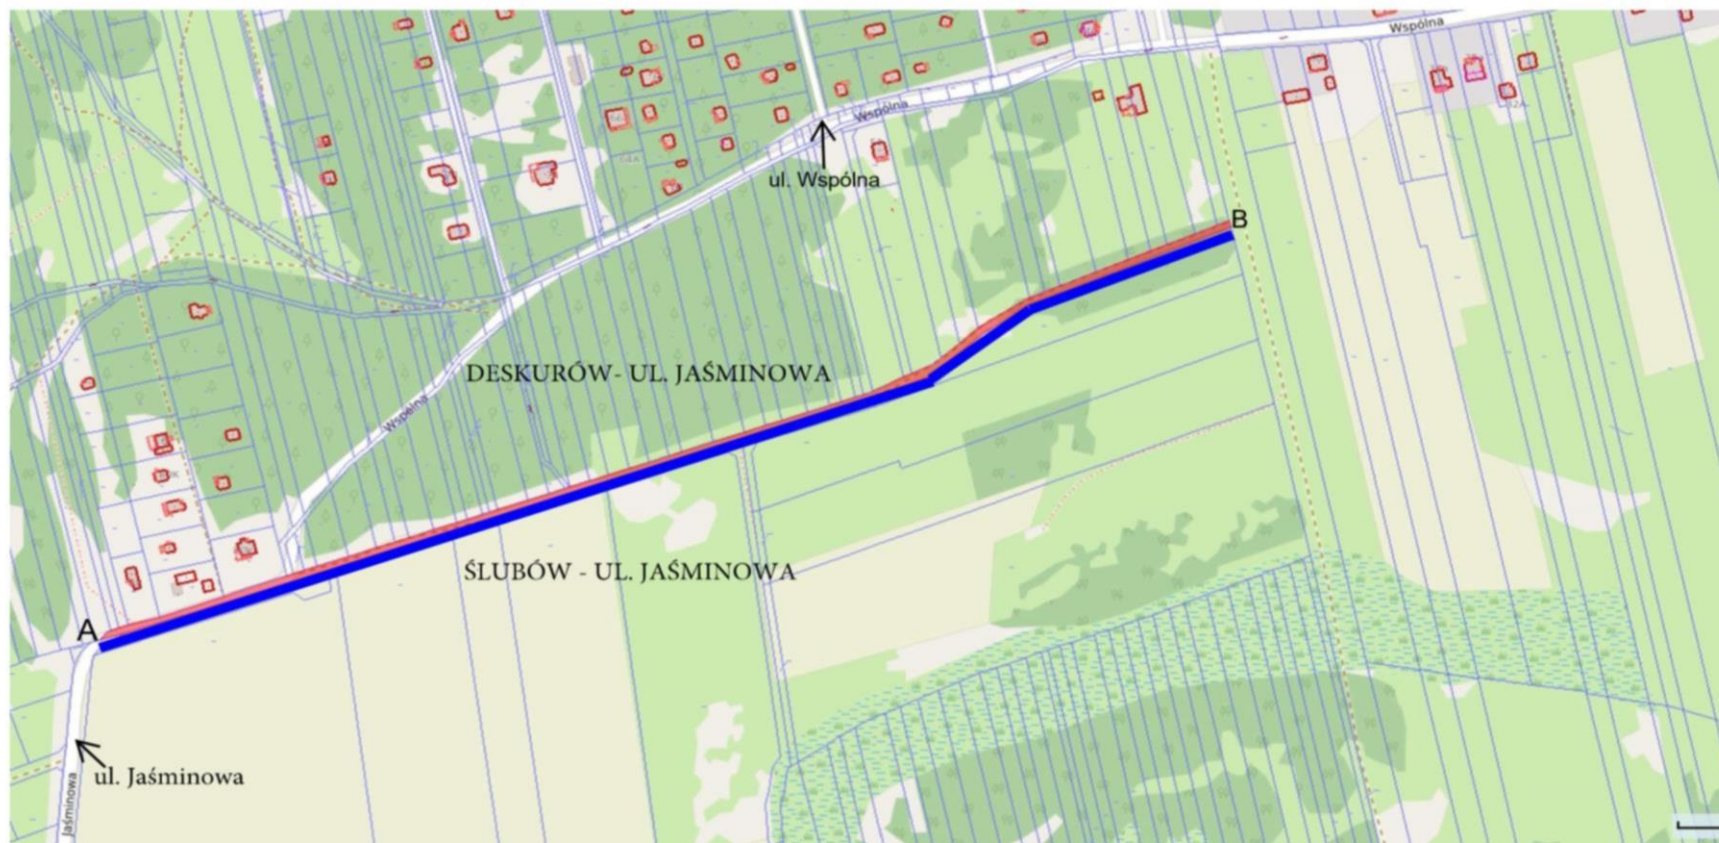 Wspólna
Wspólna
ul. Wspólna
B
DESKURÓW- UL. JAŚMINOWA
Wspólna
ŚLUBÓW - UL. JAŚMINOWA
A
ul. Jaśminowa
Jaśminowa